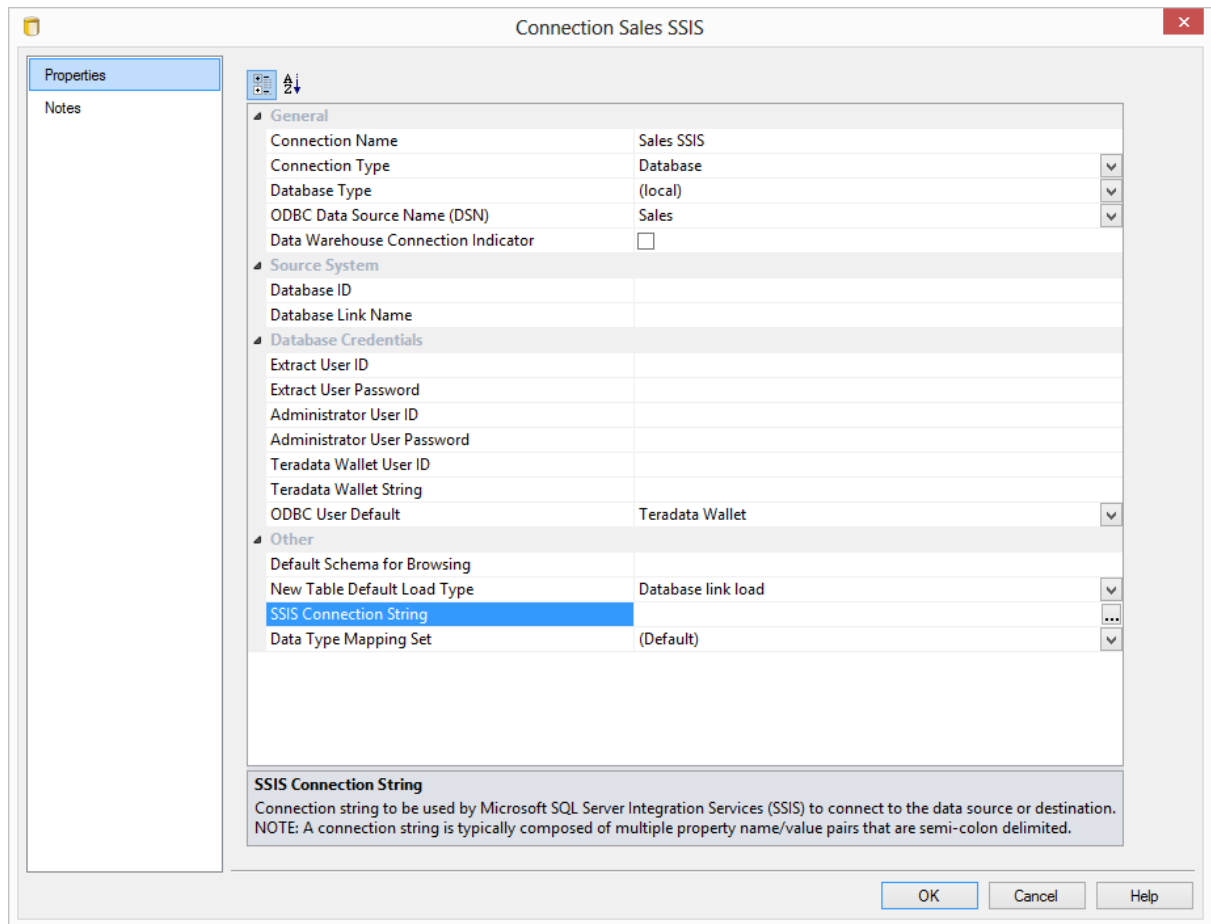 Connection Sales SSIS
Properties
Notes
General
Connection Name Sales SSIS
Connection Type Database
Database Type (local)
ODBC Data Source Name (DSN) Sales
Data Warehouse Connection Indicator
Source System
Database ID
Database Link Name
Database Credentials
Extract User ID
Extract User Password
Administrator User ID
Administrator User Password
Teradata Wallet User ID
Teradata Wallet String
ODBC User Default Teradata Wallet
Other
Default Schema for Browsing
New Table Default Load Type Database link load
SSIS Connection String ...
Data Type Mapping Set (Default)
SSIS Connection String
Connection string to be used by Microsoft SQL Server Integration Services (SSIS) to connect to the data source or destination.
NOTE: A connection string is typically composed of multiple property name/value pairs that are semi-colon delimited.
OK Cancel Help